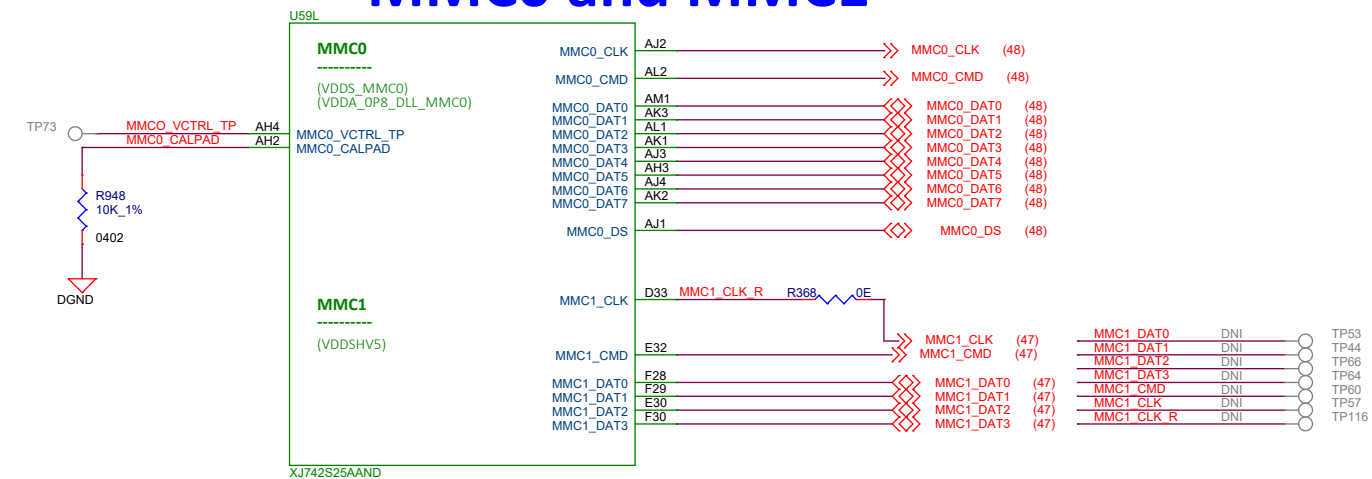 MMC0 and MMC1
U59L
MMC0
----------
(VDDS_MMC0)
(VDDA_0P8_DLL_MMC0)
TP73
MMCO_VCTRL_TP AH4 MMC0_VCTRL_TP
MMC0_CALPAD AH2 MMC0_CALPAD
R948
10K_1%
0402
DGND
MMC0_CLK AJ2 MMC0_CLK (48)
MMC0_CMD AL2 MMC0_CMD (48)
MMC0_DAT0 AM1 MMC0_DAT0 (48)
MMC0_DAT1 AK3 MMC0_DAT1 (48)
MMC0_DAT2 AL1 MMC0_DAT2 (48)
MMC0_DAT3 AK1 MMC0_DAT3 (48)
MMC0_DAT4 AJ3 MMC0_DAT4 (48)
MMC0_DAT5 AH3 MMC0_DAT5 (48)
MMC0_DAT6 AJ4 MMC0_DAT6 (48)
MMC0_DAT7 AK2 MMC0_DAT7 (48)
MMC0_DS AJ1 MMC0_DS (48)
MMC1
----------
(VDDSHV5)
MMC1_CLK D33 MMC1_CLK_R R368 0E
MMC1_CLK (47)
MMC1_CMD E32 MMC1_CMD (47)
MMC1_DAT0 F28 MMC1_DAT0 (47)
MMC1_DAT1 F29 MMC1_DAT1 (47)
MMC1_DAT2 E30 MMC1_DAT2 (47)
MMC1_DAT3 F30 MMC1_DAT3 (47)
MMC1_DAT0 DNI TP53
MMC1_DAT1 DNI TP44
MMC1_DAT2 DNI TP66
MMC1_DAT3 DNI TP64
MMC1_CMD DNI TP60
MMC1_CLK DNI TP57
MMC1_CLK_R DNI TP116
XJ742S25AAND